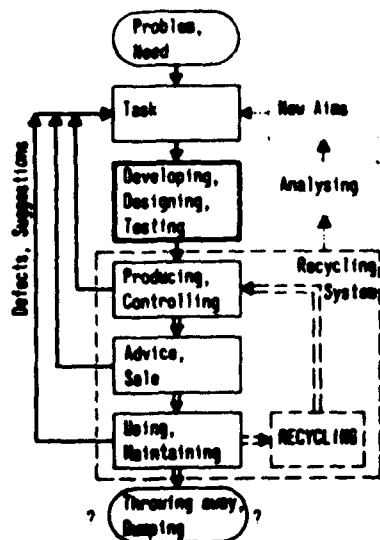 Problem,
Need
Task
New Aims
Developing,
Designing,
Testing
Analysing
Defects, Suggestions
Recycling
System
Producing,
Controlling
Advice,
Sale
Using,
Maintaining
RECYCLING
? Throwing away, ?
Dumping